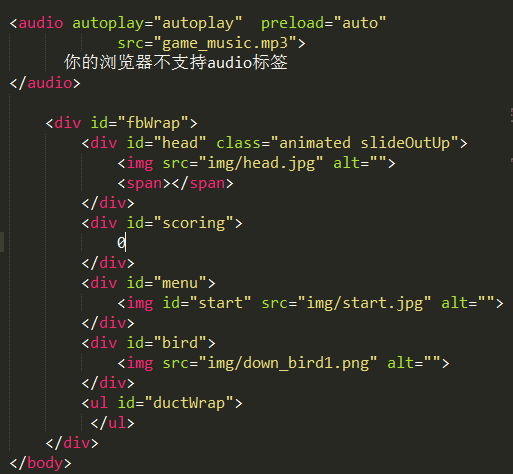 <audio autoplay="autoplay"  preload="auto"
            src="game_music.mp3">
      你的浏览器不支持audio标签
</audio>

    <div id="fbWrap">
        <div id="head" class="animated slideOutUp">
            <img src="img/head.jpg" alt="">
            <span></span>
        </div>
        <div id="scoring">
            0
        </div>
        <div id="menu">
            <img id="start" src="img/start.jpg" alt="">
        </div>
        <div id="bird">
            <img src="img/down_bird1.png" alt="">
        </div>
        <ul id="ductWrap">
         </ul>
    </div>
</body>